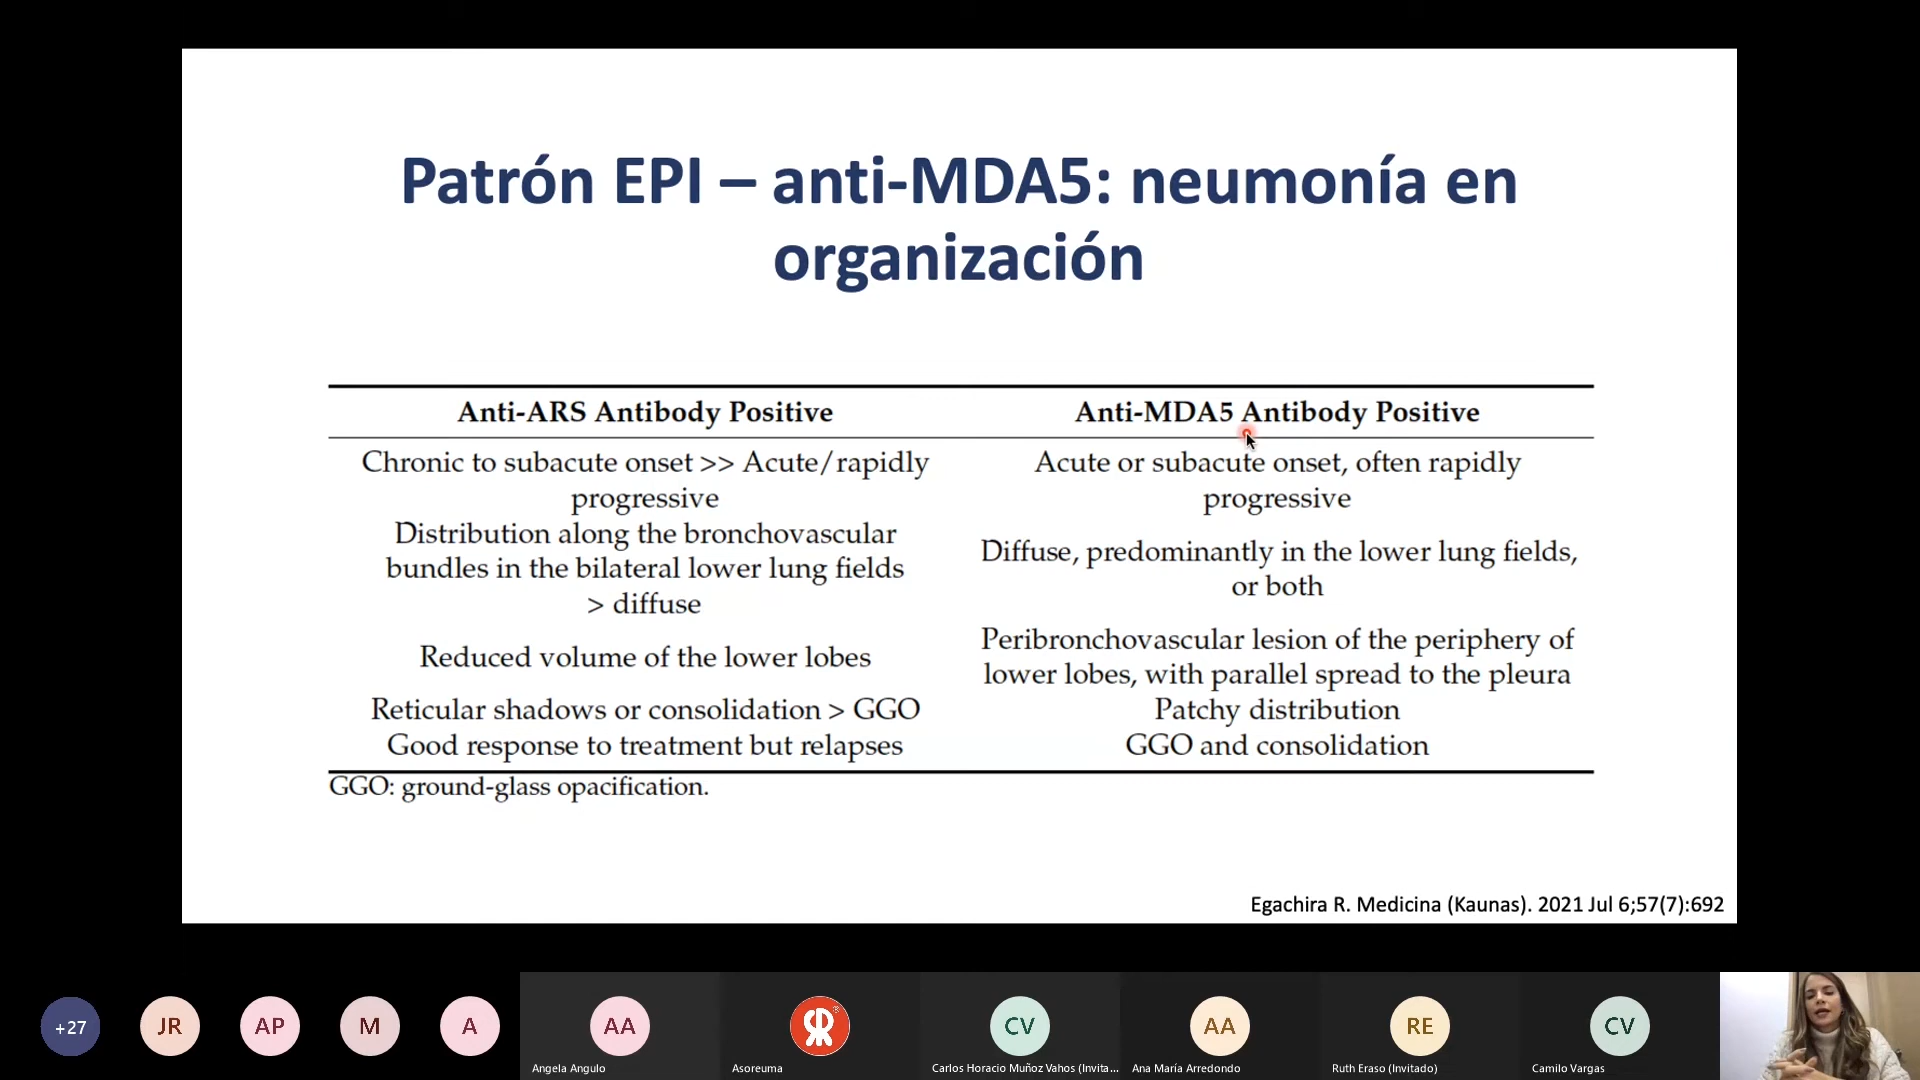 Patrón EPI – anti-MDA5: neumonía en
organización
Anti-ARS Antibody Positive
Anti-MDA5 Antibody Positive
Chronic to subacute onset >> Acute/rapidly
progressive
Acute or subacute onset, often rapidly
progressive
Distribution along the bronchovascular
bundles in the bilateral lower lung fields
> diffuse
Diffuse, predominantly in the lower lung fields,
or both
Reduced volume of the lower lobes
Peribronchovascular lesion of the periphery of
lower lobes, with parallel spread to the pleura
Reticular shadows or consolidation > GGO
Patchy distribution
Good response to treatment but relapses
GGO and consolidation
GGO: ground-glass opacification.
Egachira R. Medicina (Kaunas). 2021 Jul 6;57(7):692
+27
JR
AP
M
A
AA
Angela Angulo
Asoreuma
CV
Carlos Horacio Muñoz Vahos (Invita...
AA
Ana María Arredondo
RE
Ruth Eraso (Invitado)
CV
Camilo Vargas